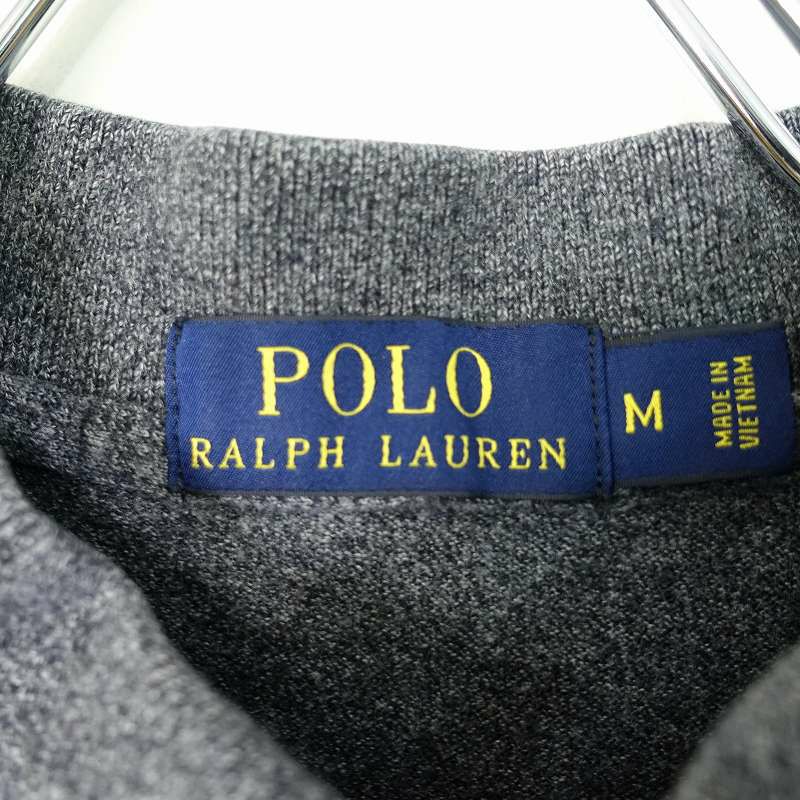 POLO
RALPH LAUREN
M
MADE IN
VIETNAM